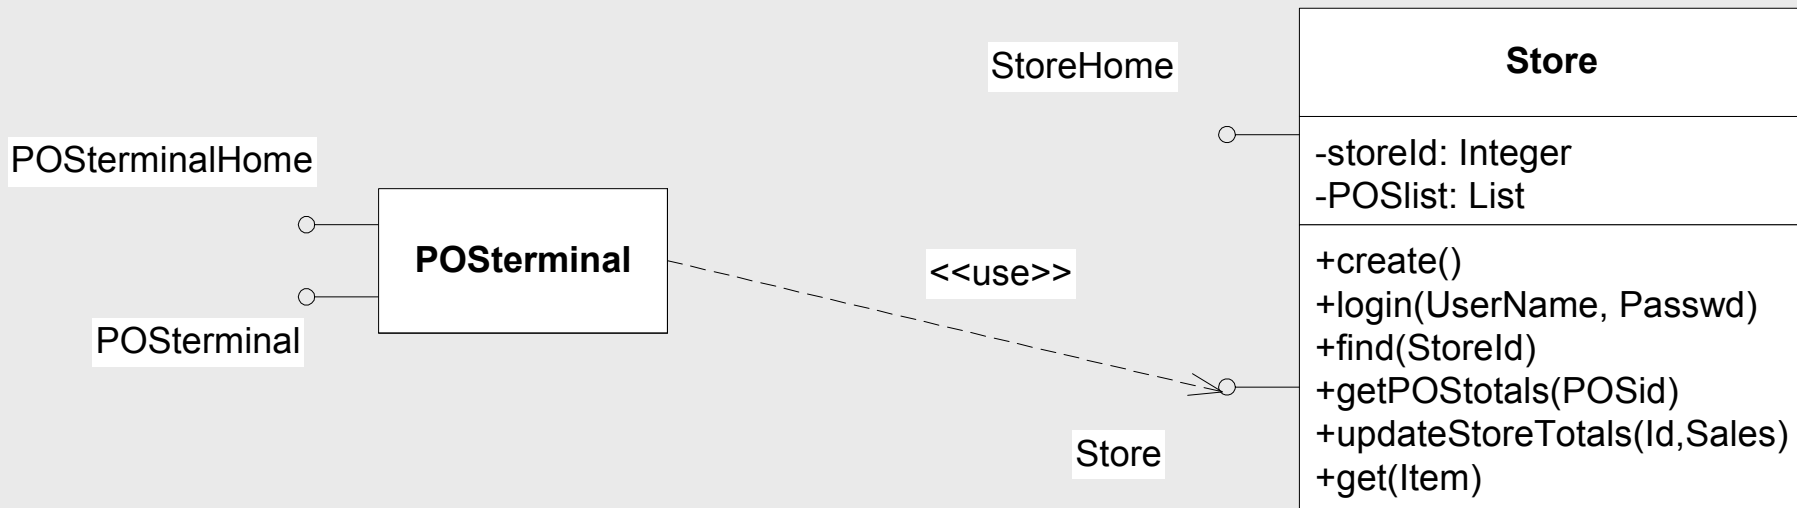 StoreHome
Store
POSterminalHome
-storeId: Integer
-POSlist: List
POSterminal
<<use>>
+create()
+login(UserName, Passwd)
+find(StoreId)
+getPOStotals(POSid)
+updateStoreTotals(Id,Sales)
+get(Item)
POSterminal
Store